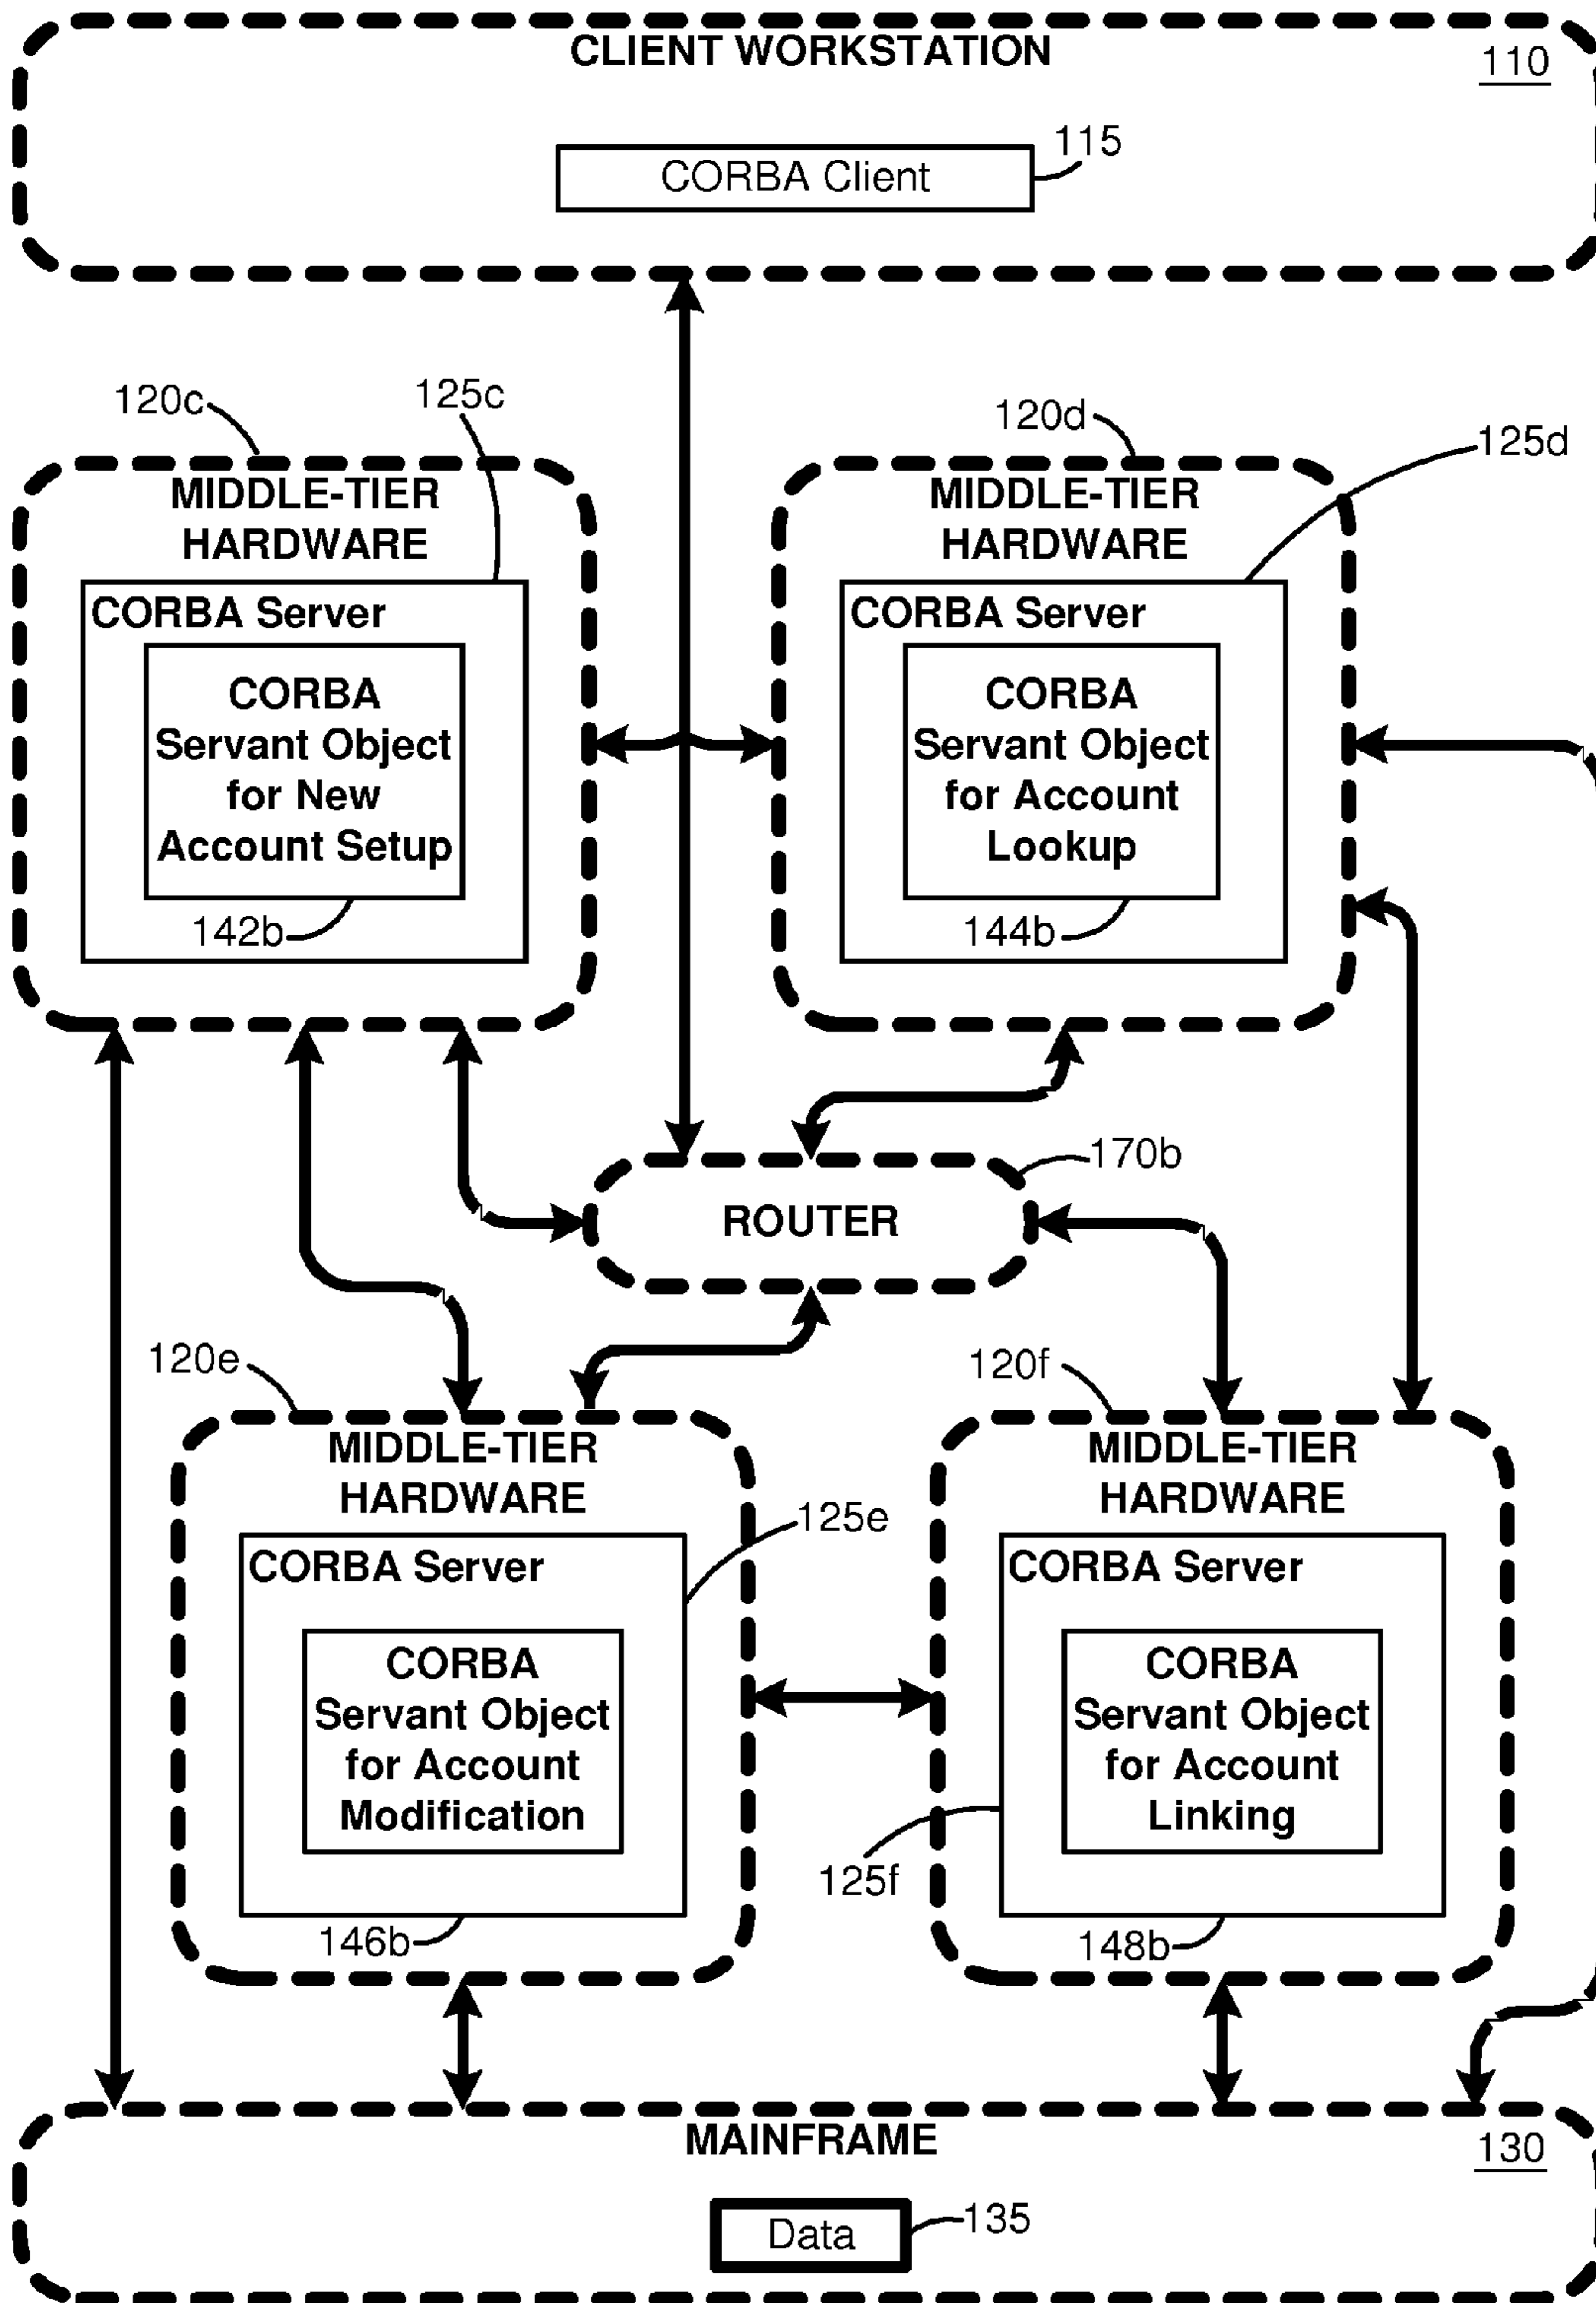 CLIENT WORKSTATION
110
CORBA Client
115
120c
125c
120d
125d
MIDDLE-TIER
HARDWARE
CORBA Server
CORBA
Servant Object
for New
Account Setup
142b
MIDDLE-TIER
HARDWARE
CORBA Server
CORBA
Servant Object
for Account
Lookup
144b
170b
ROUTER
120e
120f
MIDDLE-TIER
HARDWARE
125e
CORBA Server
CORBA
Servant Object
for Account
Modification
146b
MIDDLE-TIER
HARDWARE
CORBA Server
CORBA
Servant Object
for Account
Linking
125f
148b
MAINFRAME
130
Data
135